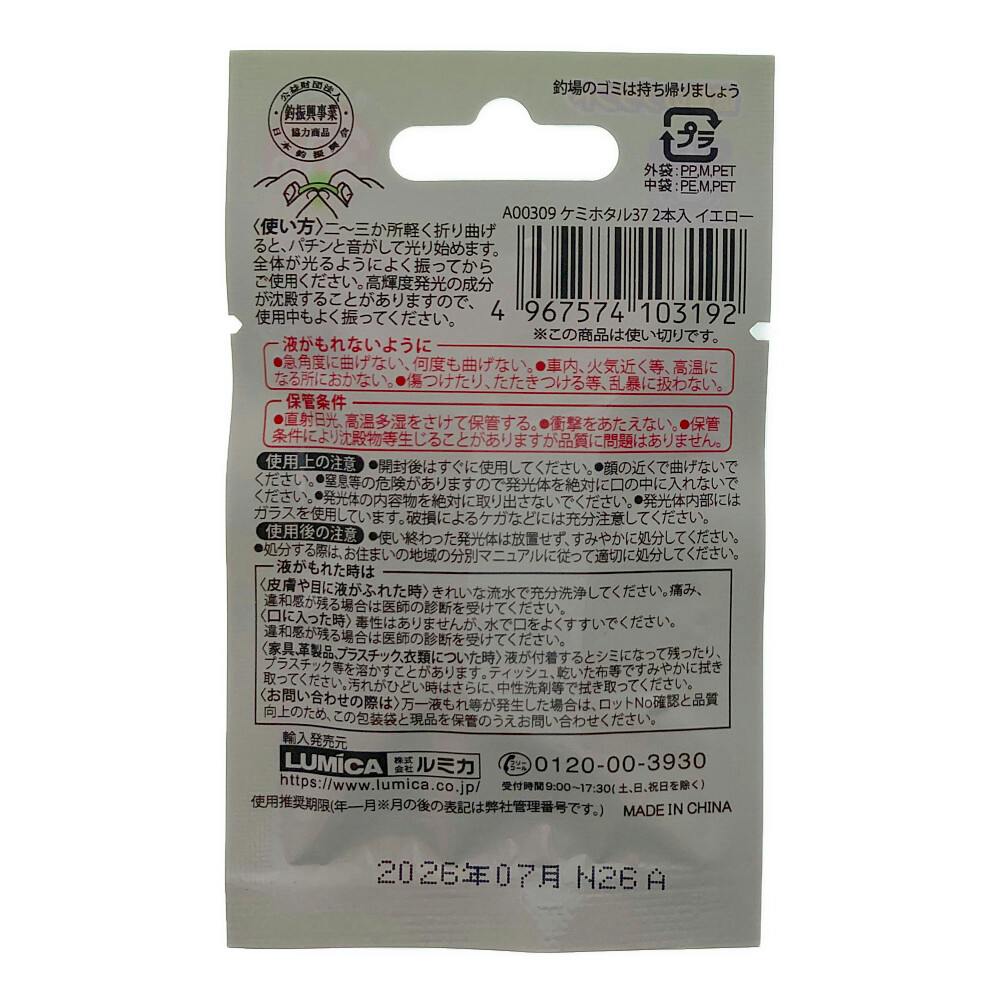 釣場のゴミは持ち帰りましょう
公益財団法人
釣振興事業
協力商品
日本釣振興会
プラ
外袋:PP,M,PET
中袋:PE,M,PET
A00309 ケミホタル37 2本入 イエロー
4 967574 103192
※この商品は使い切りです。
〈使い方〉二〜三か所軽く折り曲げ
ると、パチンと音がして光り始めます。
全体が光るようによく振ってから
ご使用ください。高輝度発光の成分
が沈殿することがありますので、
使用中もよく振ってください。
液がもれないように
●急角度に曲げない、何度も曲げない。●車内、火気近く等、高温に
なる所におかない。●傷つけたり、たたきつける等、乱暴に扱わない。
保管条件
●直射日光、高温多湿をさけて保管する。●衝撃をあたえない。●保管
条件により沈殿物等生じることがありますが品質に問題はありません。
使用上の注意 ●開封後はすぐに使用してください。●顔の近くで曲げないで
ください。●窒息等の危険がありますので発光体を絶対に口の中に入れないで
ください。●発光体の内容物を絶対に取り出さないでください。●発光体内部には
ガラスを使用しています。破損によるケガなどには充分注意してください。
使用後の注意 ●使い終わった発光体は放置せず、すみやかに処分してください。
●処分する際は、お住まいの地域の分別マニュアルに従って適切に処分してください。
液がもれた時は
〈皮膚や目に液がふれた時〉きれいな流水で充分洗浄してください。痛み、
違和感が残る場合は医師の診断を受けてください。
〈口に入った時〉毒性はありませんが、水で口をよくすすいでください。
違和感が残る場合は医師の診断を受けてください。
〈家具、革製品、プラスチック、衣類についた時〉液が付着するとシミになって残ったり、
プラスチック等を溶かすことがあります。ティッシュ、乾いた布等ですみやかに拭き
取ってください。汚れがひどい時はさらに、中性洗剤等で拭き取ってください。
〈お問い合わせの際は〉万一液もれ等が発生した場合は、ロットNo確認と品質
向上のため、この包装袋と現品を保管のうえお問い合わせください。
輸入発売元
LUMICA 株式会社 ルミカ
フリーコール 0120-00-3930
https://www.lumica.co.jp/
受付時間9:00〜17:30(土、日、祝日を除く)
使用推奨期限(年―月※月の後の表記は弊社管理番号です。)
MADE IN CHINA
2026年07月 N26 A